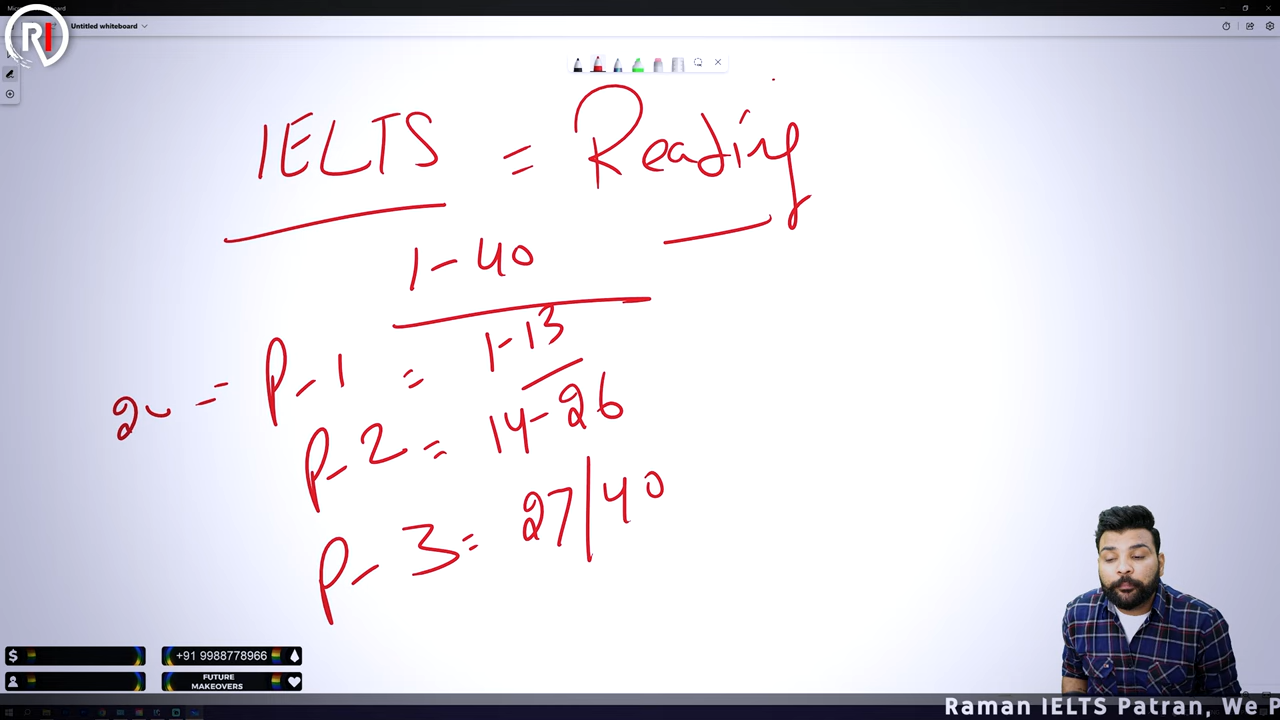 RI
Untitled whiteboard
IELTS = Reading
1-40
P-1 = 1-13
P-2 = 14-26
P-3 = 27/40
$
+91 9988778966
FUTURE
MAKEOVERS
Raman IELTS Patran, We P